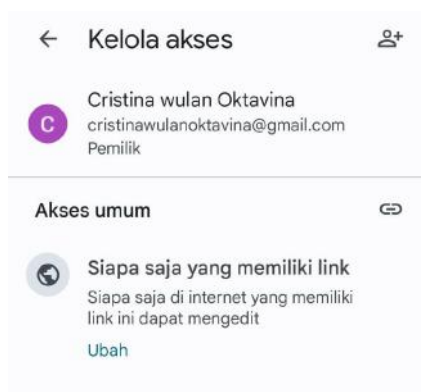 Kelola akses
C
Cristina wulan Oktavina
cristinawulanoktavina@gmail.com
Pemilik
Akses umum
Siapa saja yang memiliki link
Siapa saja di internet yang memiliki
link ini dapat mengedit
Ubah